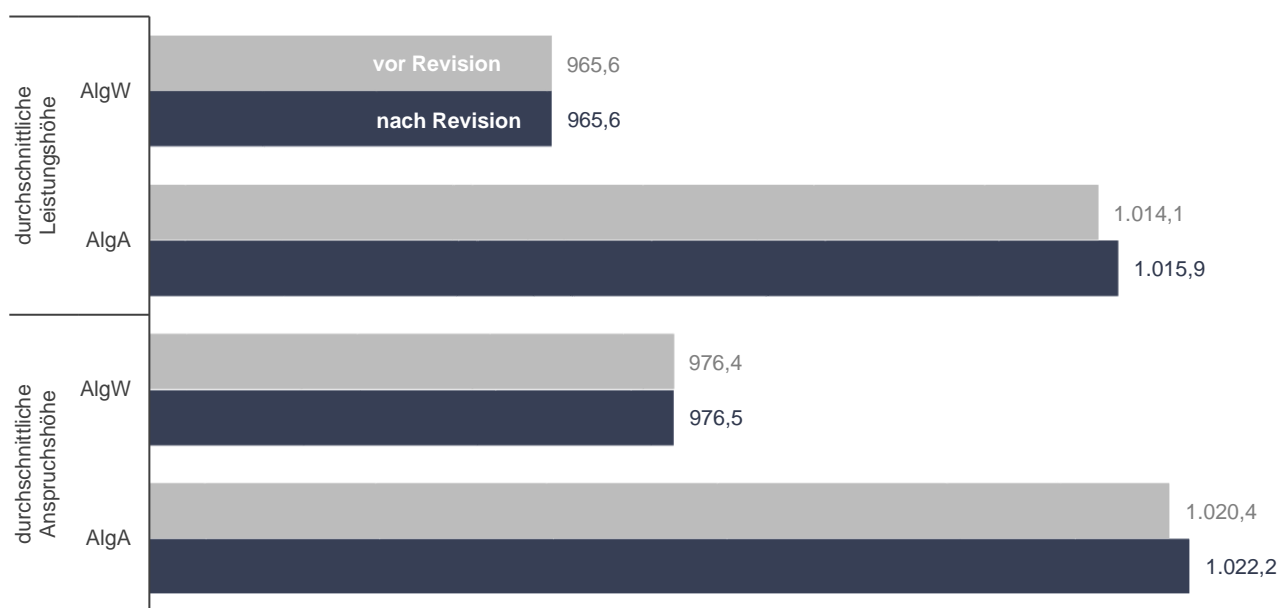 durchschnittliche
Leistungshöhe
AlgW
vor Revision
965,6
nach Revision
965,6
AlgA
1.014,1
1.015,9
durchschnittliche
Anspruchshöhe
AlgW
976,4
976,5
AlgA
1.020,4
1.022,2